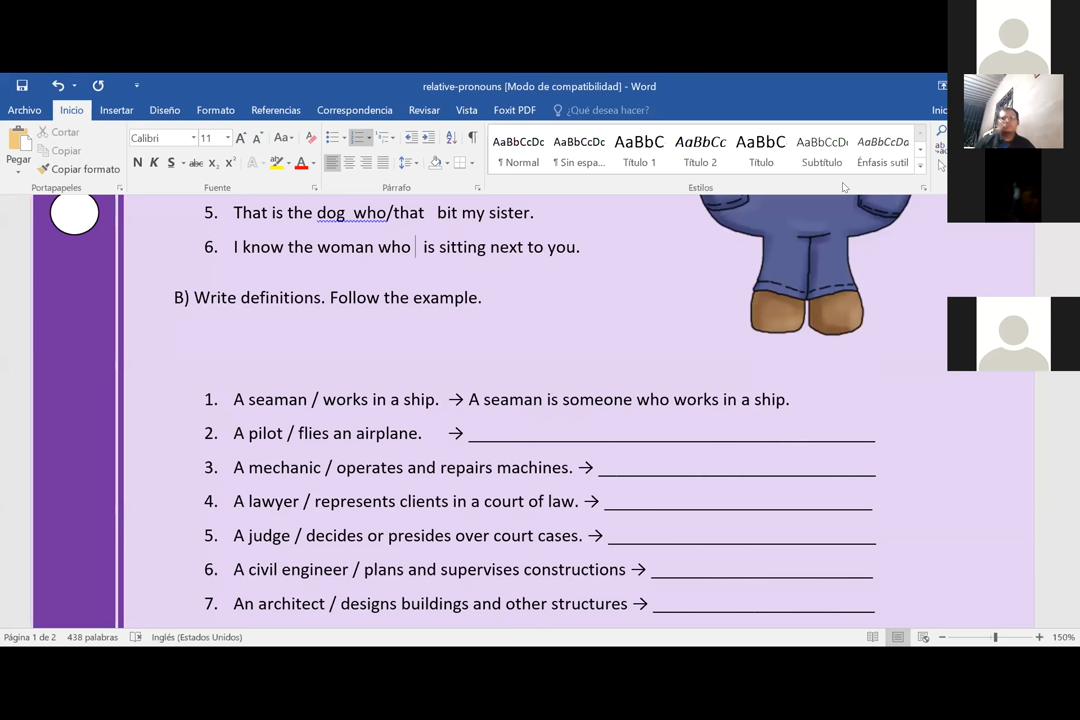 relative-pronouns [Modo de compatibilidad] - Word
Archivo Inicio Insertar Diseño Formato Referencias Correspondencia Revisar Vista Foxit PDF ¿Qué desea hacer? Inic
Pegar
Cortar
Copiar
Copiar formato
Calibri 11
N K S abc X₂ X²
AaBbCcDc AaBbCcDc AaBbC AaBbCc AaBbC AaBbCcD AaBbCcDa
¶ Normal ¶ Sin espa... Título 1 Título 2 Título Subtítulo Énfasis sutil
Portapapeles Fuente Párrafo Estilos
5. That is the dog who/that bit my sister.
6. I know the woman who is sitting next to you.
B) Write definitions. Follow the example.
1. A seaman / works in a ship. → A seaman is someone who works in a ship.
2. A pilot / flies an airplane. →
3. A mechanic / operates and repairs machines. →
4. A lawyer / represents clients in a court of law. →
5. A judge / decides or presides over court cases. →
6. A civil engineer / plans and supervises constructions →
7. An architect / designs buildings and other structures →
Página 1 de 2 438 palabras Inglés (Estados Unidos) 150%